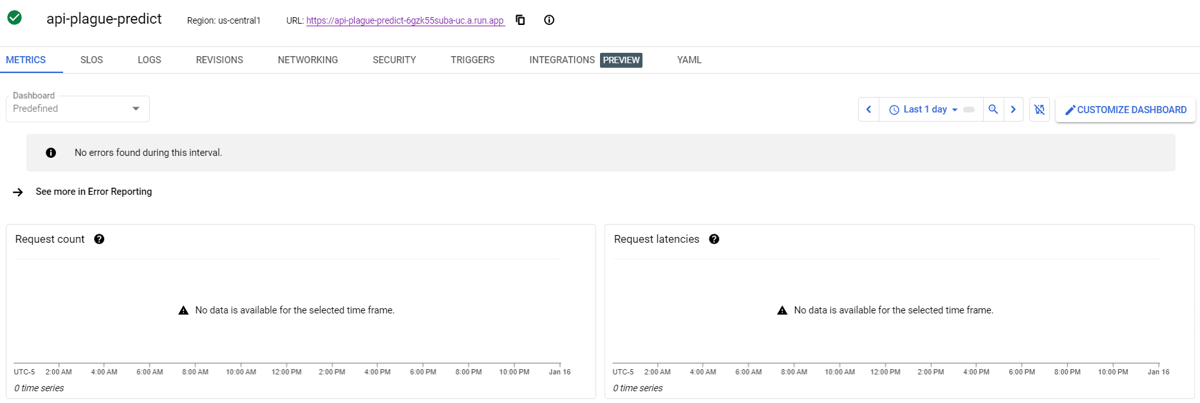 api-plague-predict Region: us-central1 URL: https://api-plague-predict-6gzk55suba-uc.a.run.app
METRICS SLOS LOGS REVISIONS NETWORKING SECURITY TRIGGERS INTEGRATIONS PREVIEW YAML
Dashboard
Predefined
Last 1 day
CUSTOMIZE DASHBOARD
No errors found during this interval.
See more in Error Reporting
Request count
No data is available for the selected time frame.
UTC-5 2:00 AM 4:00 AM 6:00 AM 8:00 AM 10:00 AM 12:00 PM 2:00 PM 4:00 PM 6:00 PM 8:00 PM 10:00 PM Jan 16
0 time series
Request latencies
No data is available for the selected time frame.
UTC-5 2:00 AM 4:00 AM 6:00 AM 8:00 AM 10:00 AM 12:00 PM 2:00 PM 4:00 PM 6:00 PM 8:00 PM 10:00 PM Jan 16
0 time series